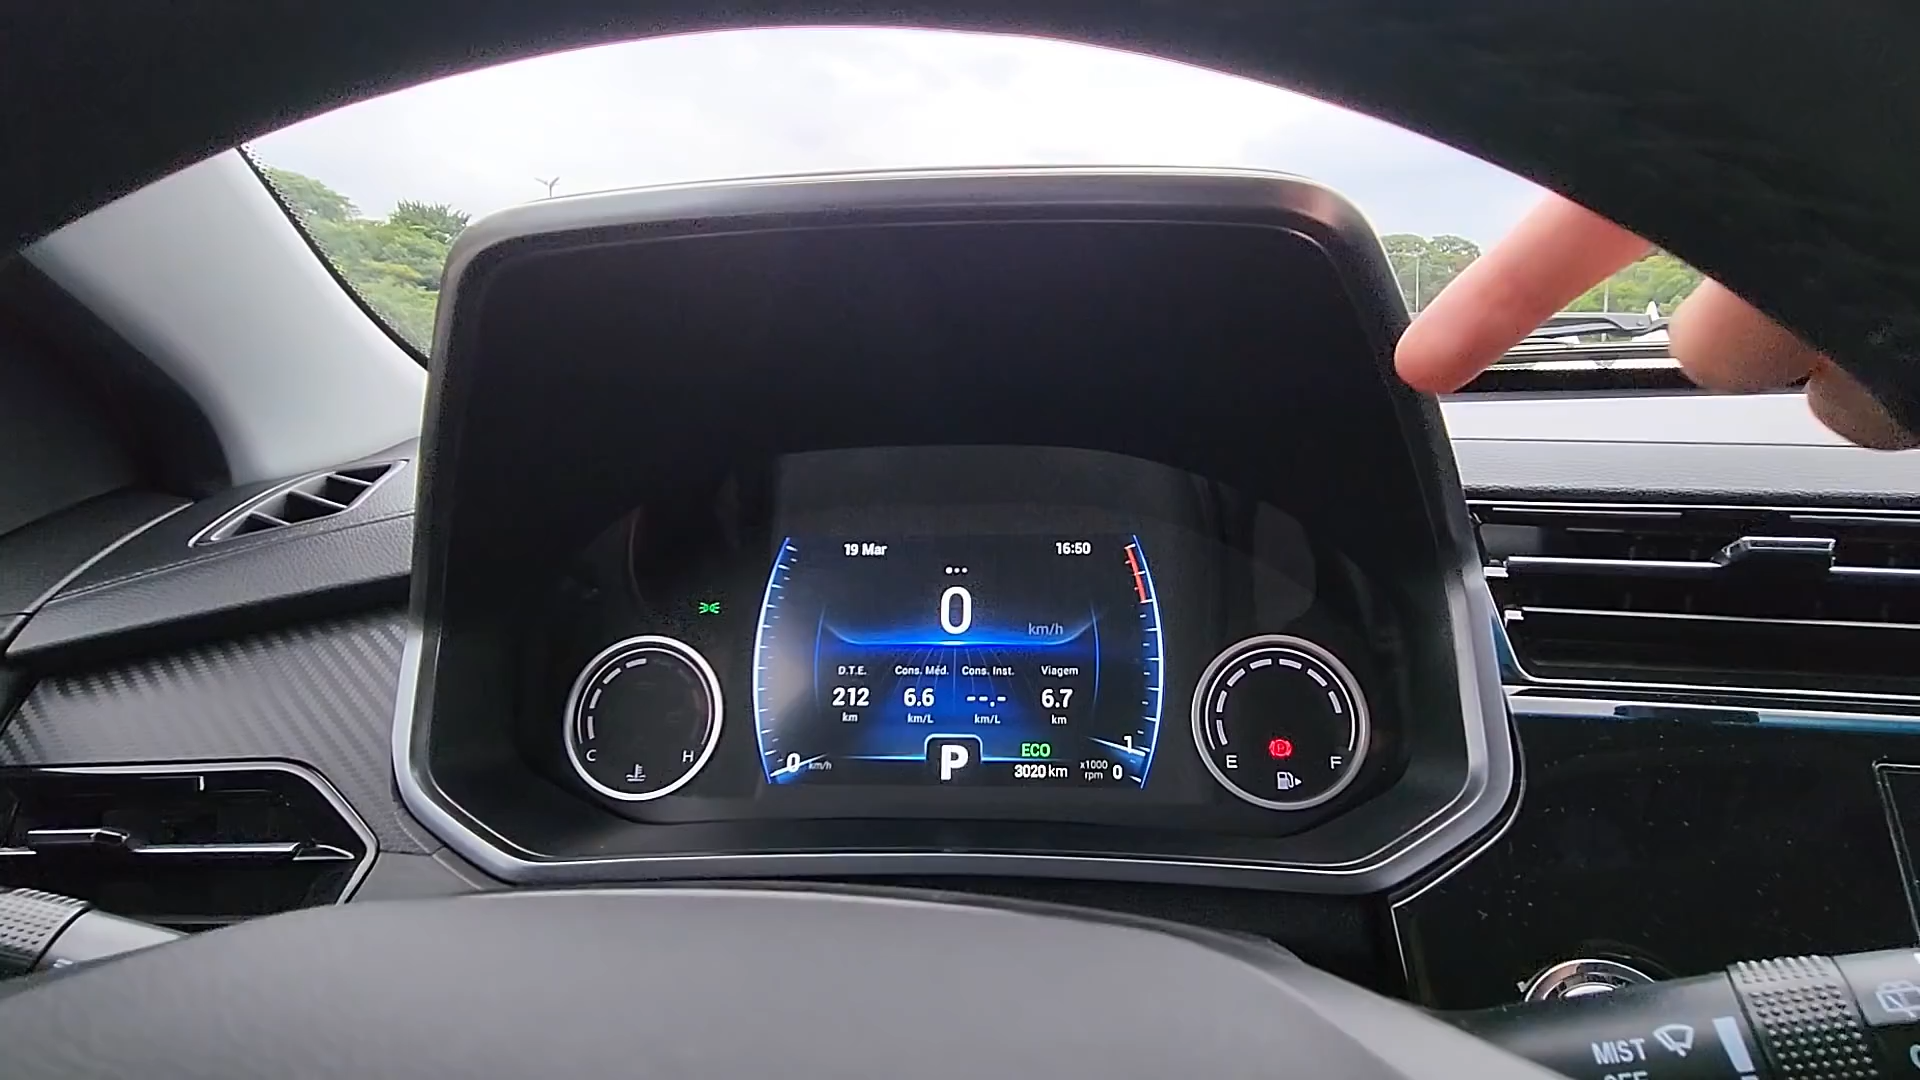 19 Mar 16:50
0 km/h
D.T.E. Cons. Méd. Cons. Inst. Viagem
212 6.6 --.- 6.7
km km/L km/L km
C H
0 km/h
P
ECO
3020 km
x1000
rpm
1
0
E F
MIST
OFF